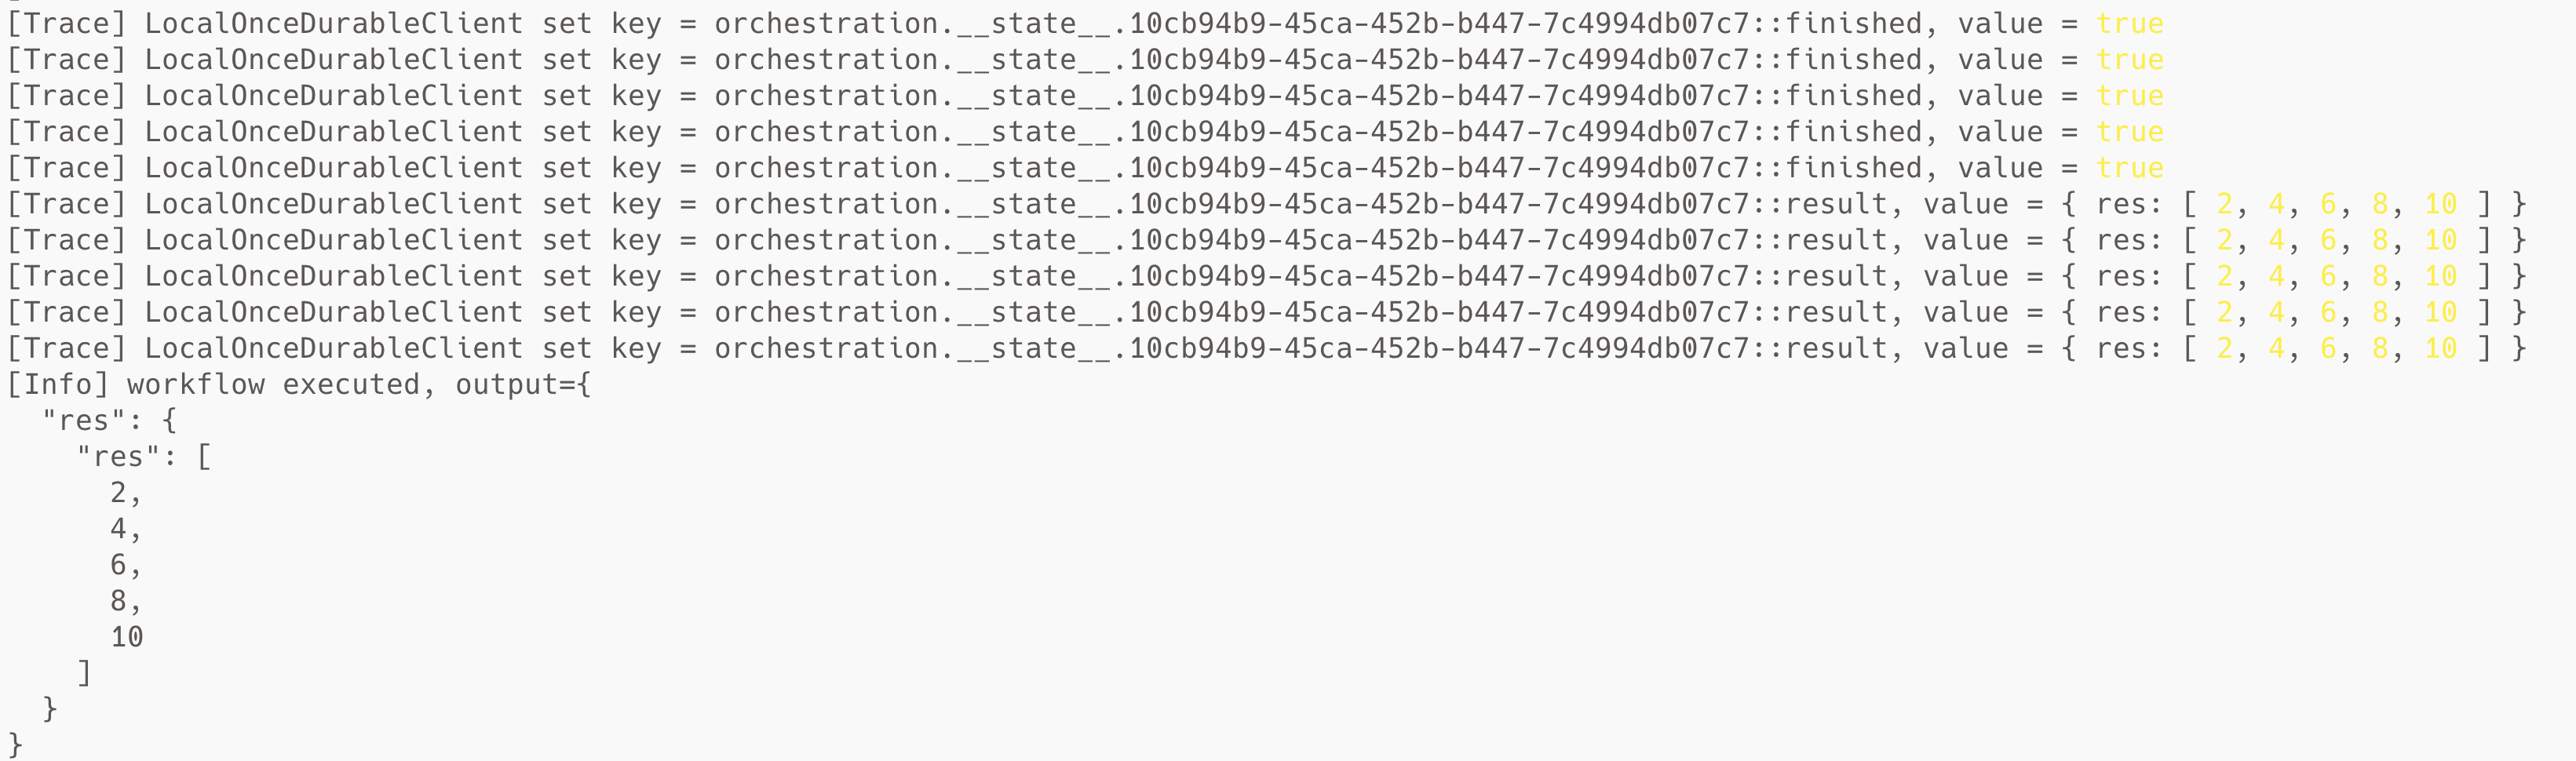 [Trace] LocalOnceDurableClient set key = orchestration.__state__.10cb94b9-45ca-452b-b447-7c4994db07c7::finished, value = true
[Trace] LocalOnceDurableClient set key = orchestration.__state__.10cb94b9-45ca-452b-b447-7c4994db07c7::finished, value = true
[Trace] LocalOnceDurableClient set key = orchestration.__state__.10cb94b9-45ca-452b-b447-7c4994db07c7::finished, value = true
[Trace] LocalOnceDurableClient set key = orchestration.__state__.10cb94b9-45ca-452b-b447-7c4994db07c7::finished, value = true
[Trace] LocalOnceDurableClient set key = orchestration.__state__.10cb94b9-45ca-452b-b447-7c4994db07c7::finished, value = true
[Trace] LocalOnceDurableClient set key = orchestration.__state__.10cb94b9-45ca-452b-b447-7c4994db07c7::result, value = { res: [ 2, 4, 6, 8, 10 ] }
[Trace] LocalOnceDurableClient set key = orchestration.__state__.10cb94b9-45ca-452b-b447-7c4994db07c7::result, value = { res: [ 2, 4, 6, 8, 10 ] }
[Trace] LocalOnceDurableClient set key = orchestration.__state__.10cb94b9-45ca-452b-b447-7c4994db07c7::result, value = { res: [ 2, 4, 6, 8, 10 ] }
[Trace] LocalOnceDurableClient set key = orchestration.__state__.10cb94b9-45ca-452b-b447-7c4994db07c7::result, value = { res: [ 2, 4, 6, 8, 10 ] }
[Trace] LocalOnceDurableClient set key = orchestration.__state__.10cb94b9-45ca-452b-b447-7c4994db07c7::result, value = { res: [ 2, 4, 6, 8, 10 ] }
[Info] workflow executed, output={
  "res": {
    "res": [
      2,
      4,
      6,
      8,
      10
    ]
  }
}